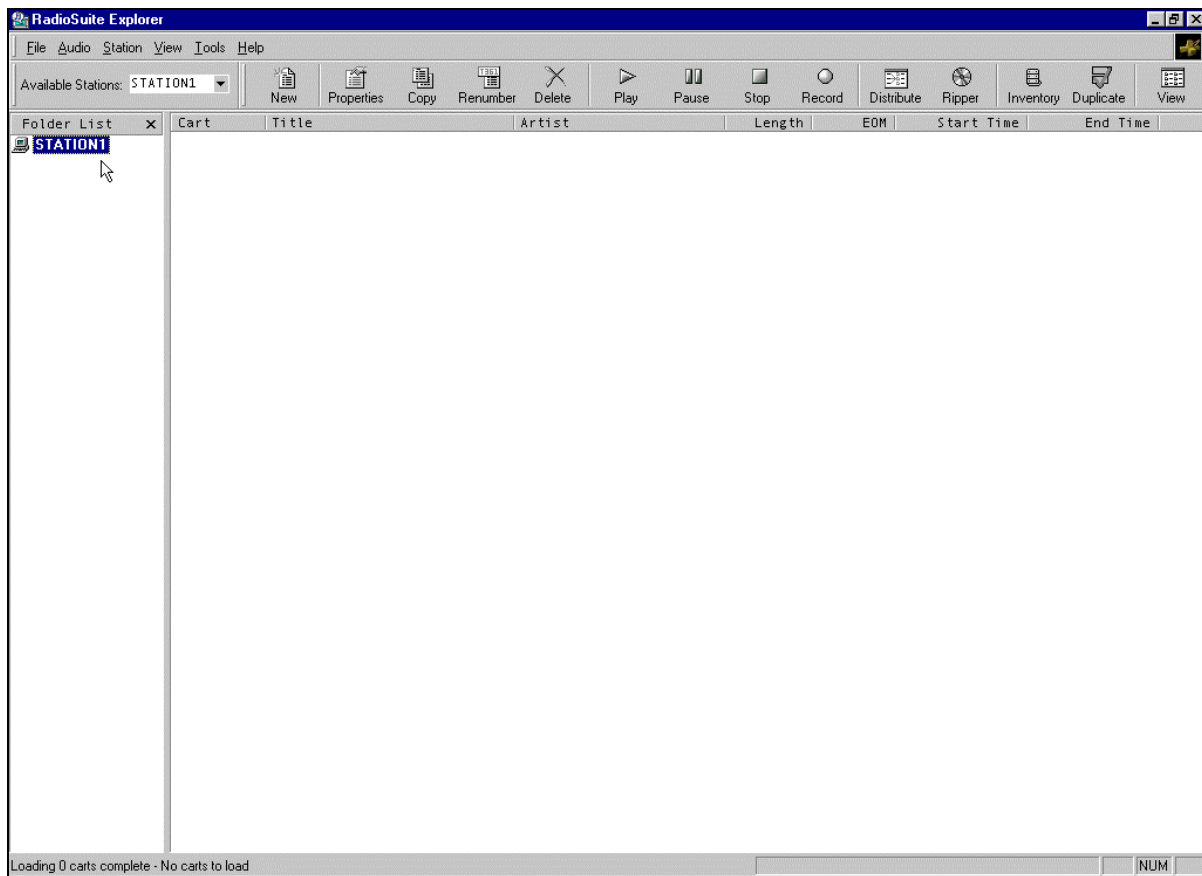 RadioSuite Explorer
File Audio Station View Tools Help
Available Stations: STATION1
New Properties Copy Renumber Delete Play Pause Stop Record Distribute Ripper Inventory Duplicate View
Folder List
Cart Title Artist Length EOM Start Time End Time
STATION1
Loading 0 carts complete - No carts to load
NUM